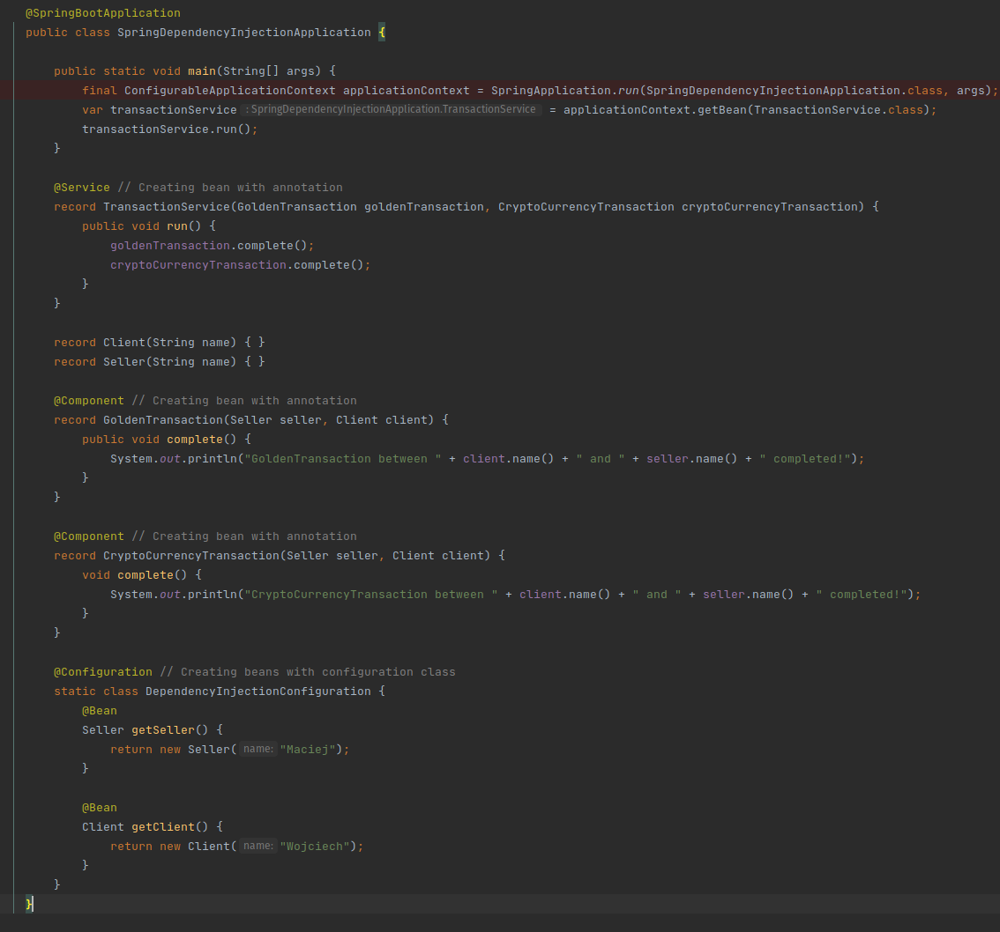 @SpringBootApplication
public class SpringDependencyInjectionApplication {
public static void main(String[] args) {
final ConfigurableApplicationContext applicationContext = SpringApplication.run(SpringDependencyInjectionApplication.class, args);
var transactionService : SpringDependencyInjectionApplication.TransactionService = applicationContext.getBean(TransactionService.class);
transactionService.run();
}
@Service // Creating bean with annotation
record TransactionService(GoldenTransaction goldenTransaction, CryptoCurrencyTransaction cryptoCurrencyTransaction) {
public void run() {
goldenTransaction.complete();
cryptoCurrencyTransaction.complete();
}
}
record Client(String name) { }
record Seller(String name) { }
@Component // Creating bean with annotation
record GoldenTransaction(Seller seller, Client client) {
public void complete() {
System.out.println("GoldenTransaction between " + client.name() + " and " + seller.name() + " completed!");
}
}
@Component // Creating bean with annotation
record CryptoCurrencyTransaction(Seller seller, Client client) {
void complete() {
System.out.println("CryptoCurrencyTransaction between " + client.name() + " and " + seller.name() + " completed!");
}
}
@Configuration // Creating beans with configuration class
static class DependencyInjectionConfiguration {
@Bean
Seller getSeller() {
return new Seller( name: "Maciej");
}
@Bean
Client getClient() {
return new Client( name: "Wojciech");
}
}
}